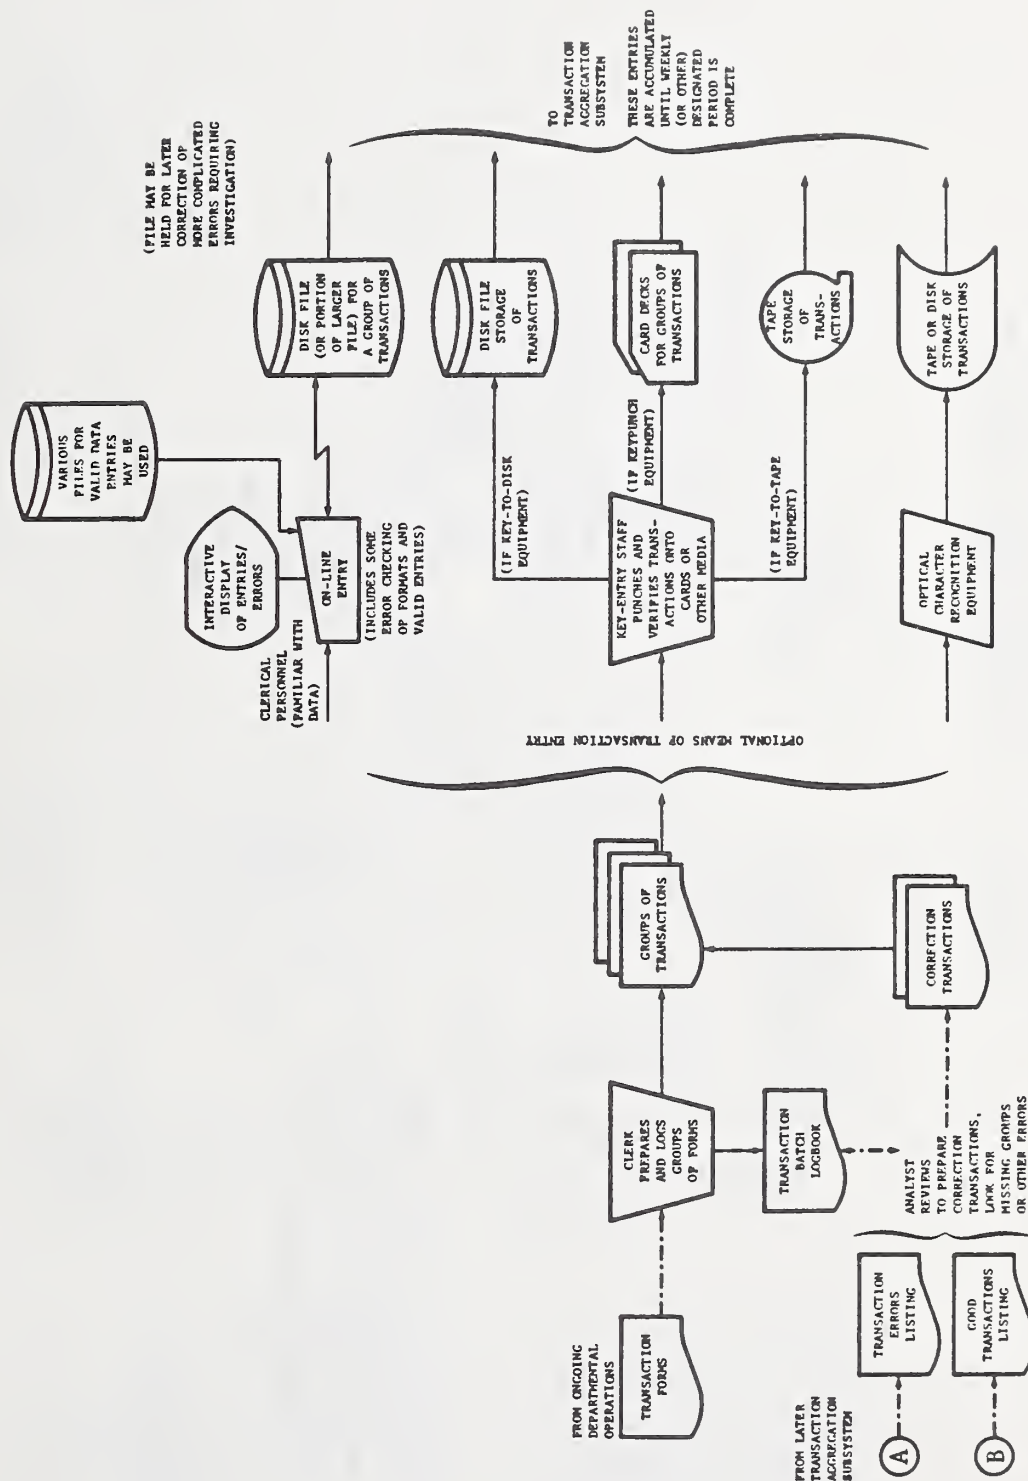 FROM ONGOING
DEPARTMENTAL
OPERATIONS
TRANSACTION
FORMS
CLERK
PREPARES
AND LOGS
GROUPS
OF FORMS
TRANSACTION
BATCH
LOGBOOK
GROUPS OF
TRANSACTIONS
FROM LATER
TRANSACTION
AGGREGATION
SUBSYSTEM
A
TRANSACTION
ERRORS
LISTING
B
GOOD
TRANSACTIONS
LISTING
ANALYST
REVIEWS
TO PREPARE
CORRECTION
TRANSACTIONS,
LOOK FOR
MISSING GROUPS
OR OTHER ERRORS
CORRECTION
TRANSACTIONS
OPTIONAL MEANS OF TRANSACTION ENTRY
CLERICAL
PERSONNEL
(FAMILIAR WITH
DATA)
INTERACTIVE
DISPLAY
OF ENTRIES/
ERRORS
ON-LINE
ENTRY
(INCLUDES SOME
ERROR CHECKING
OF FORMATS AND
VALID ENTRIES)
VARIOUS
FILES FOR
VALID DATA
ENTRIES
MAY BE
USED
(FILE MAY BE
HELD FOR LATER
CORRECTION OF
MORE COMPLICATED
ERRORS REQUIRING
INVESTIGATION)
DISK FILE
(OR PORTION
OF LARGER
FILE) FOR
A GROUP OF
TRANSACTIONS
(IF KEY-TO-DISK
EQUIPMENT)
DISK FILE
STORAGE
OF
TRANSACTIONS
KEY-ENTRY STAFF
PUNCHES AND
VERIFIES TRANS-
ACTIONS ONTO
CARDS OR
OTHER MEDIA
(IF KEYPUNCH
EQUIPMENT)
CARD DECKS
FOR GROUPS OF
TRANSACTIONS
(IF KEY-TO-TAPE
EQUIPMENT)
TAPE
STORAGE
OF
TRANS-
ACTIONS
OPTICAL
CHARACTER
RECOGNITION
EQUIPMENT
TAPE OR DISK
STORAGE OF
TRANSACTIONS
TO
TRANSACTION
AGGREGATION
SUBSYSTEM
THESE ENTRIES
ARE ACCUMULATED
UNTIL WEEKLY
(OR OTHER)
DESIGNATED
PERIOD IS
COMPLETE